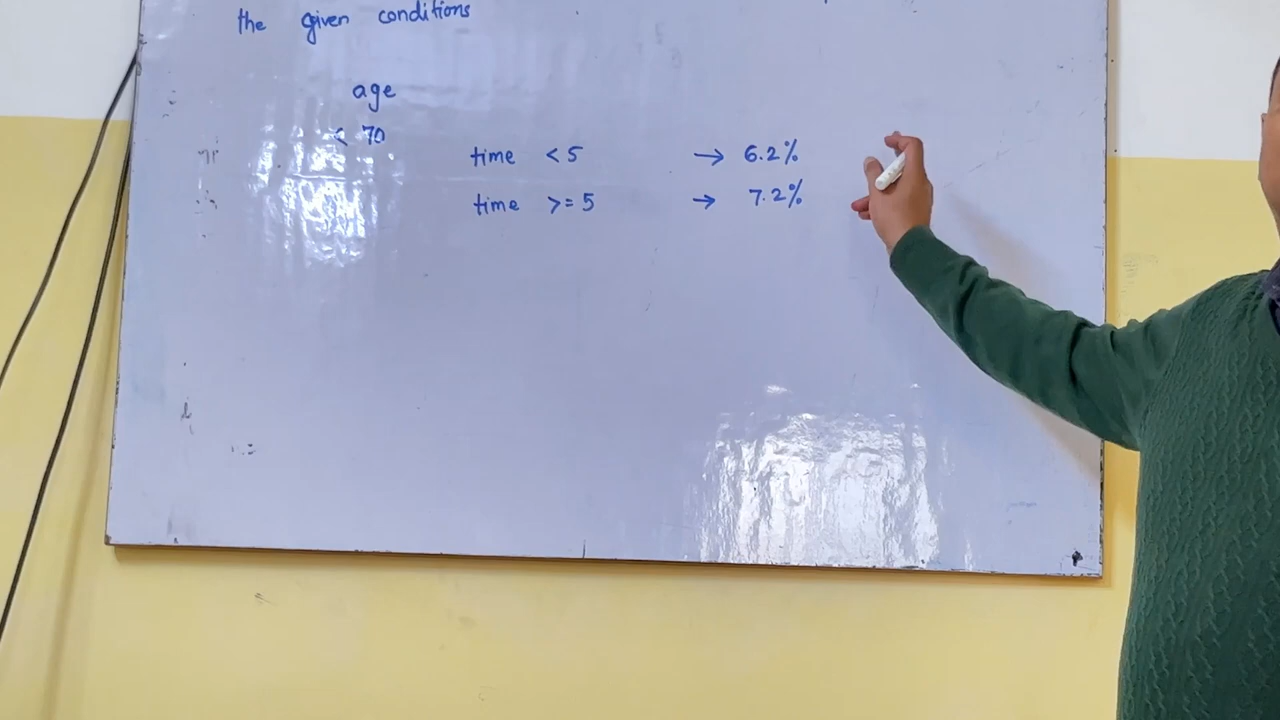 the given conditions
age
< 70
time < 5 → 6.2%
time >= 5 → 7.2%